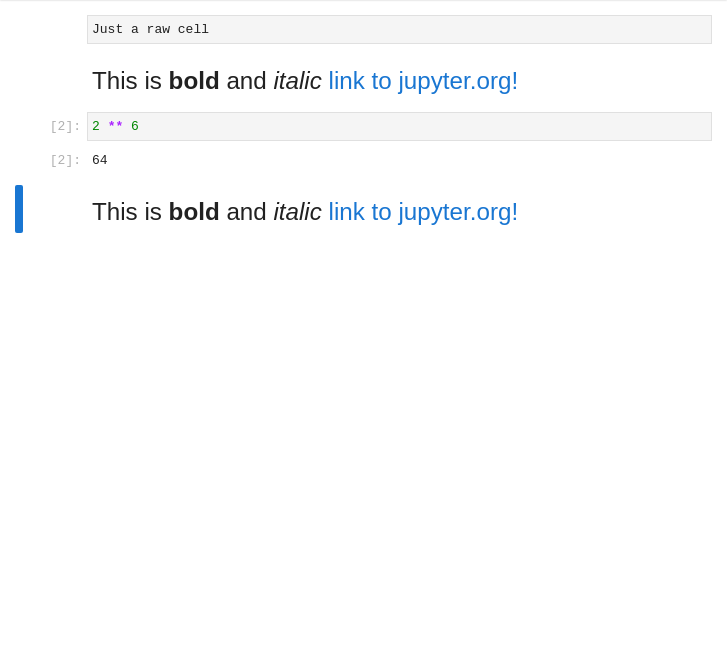 Just a raw cell
This is bold and italic link to jupyter.org!
[2]: 2 ** 6
[2]: 64
This is bold and italic link to jupyter.org!